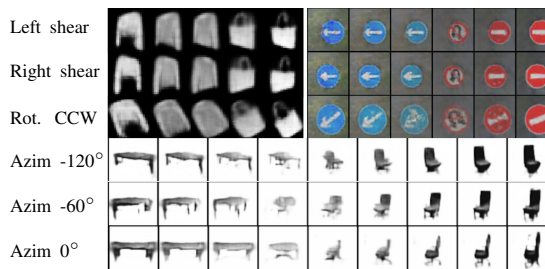 Left shear
Right shear
Rot. CCW
Azim -120°
Azim -60°
Azim 0°